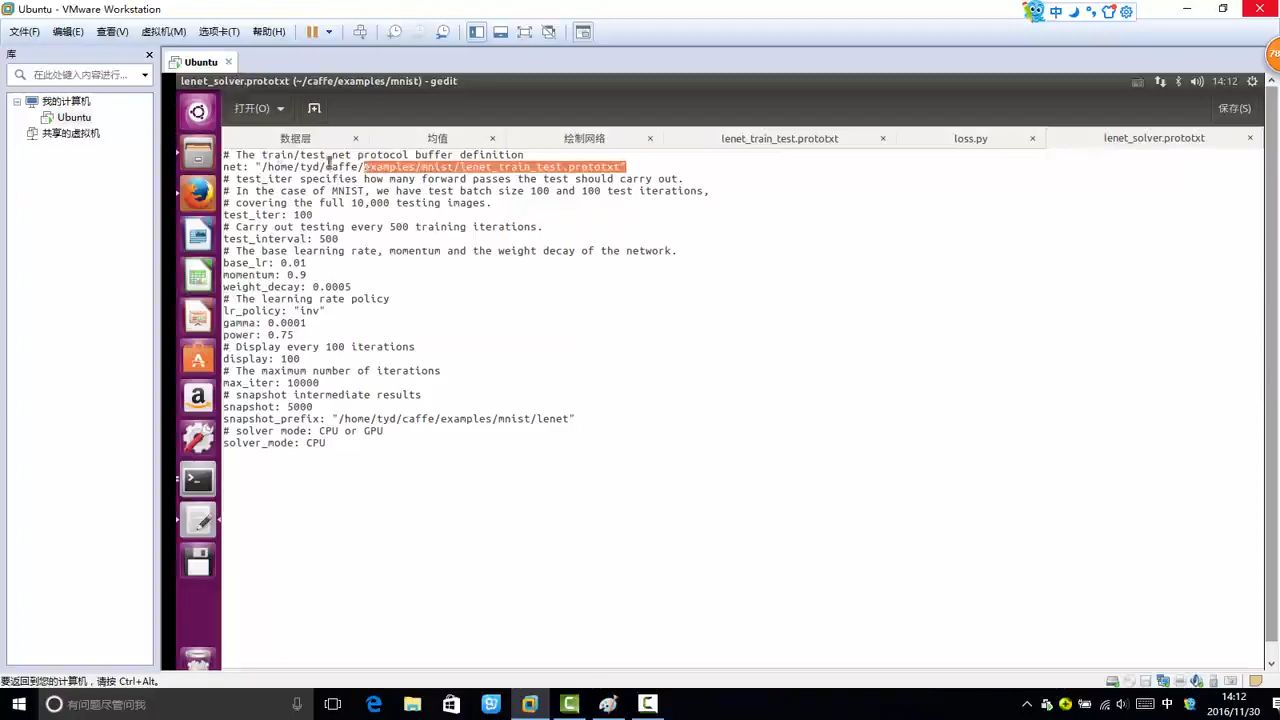 Ubuntu - VMware Workstation
中
文件(F) 编辑(E) 查看(V) 虚拟机(M) 选项卡(T) 帮助(H)
库
Ubuntu
78
在此处键入内容进行...
lenet_solver.prototxt (~/caffe/examples/mnist) - gedit
14:12
我的计算机
Ubuntu
共享的虚拟机
打开(O)
保存(S)
数据层 均值 绘制网络 lenet_train_test.prototxt loss.py lenet_solver.prototxt
# The train/test net protocol buffer definition
net: "/home/tyd/caffe/examples/mnist/lenet_train_test.prototxt"
# test_iter specifies how many forward passes the test should carry out.
# In the case of MNIST, we have test batch size 100 and 100 test iterations,
# covering the full 10,000 testing images.
test_iter: 100
# Carry out testing every 500 training iterations.
test_interval: 500
# The base learning rate, momentum and the weight decay of the network.
base_lr: 0.01
momentum: 0.9
weight_decay: 0.0005
# The learning rate policy
lr_policy: "inv"
gamma: 0.0001
power: 0.75
# Display every 100 iterations
display: 100
# The maximum number of iterations
max_iter: 10000
# snapshot intermediate results
snapshot: 5000
snapshot_prefix: "/home/tyd/caffe/examples/mnist/lenet"
# solver mode: CPU or GPU
solver_mode: CPU
要返回到您的计算机，请按 Ctrl+Alt。
有问题尽管问我
14:12
2016/11/30